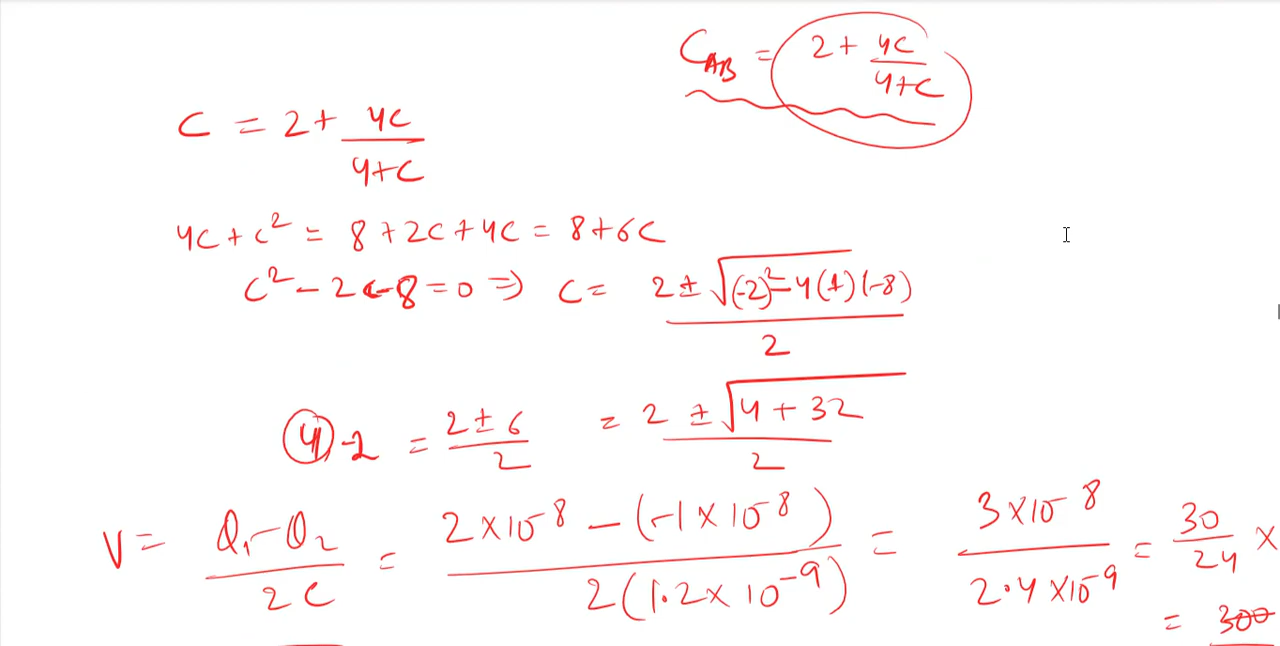 C_AB = 2 + 4C/(4+C)
C = 2 + 4C/(4+C)
4C + C² = 8 + 2C + 4C = 8 + 6C
C² - 2C - 8 = 0 ⇒ C = (2 ± √((-2)² - 4(1)(-8)))/2
4, -2 = (2 ± 6)/2 = (2 ± √(4 + 32))/2
V = (Q₁ - Q₂)/(2C) = (2 × 10⁻⁸ - (-1 × 10⁻⁸))/(2(1.2 × 10⁻⁹)) = (3 × 10⁻⁸)/(2.4 × 10⁻⁹) = 30/24 ×
= 300